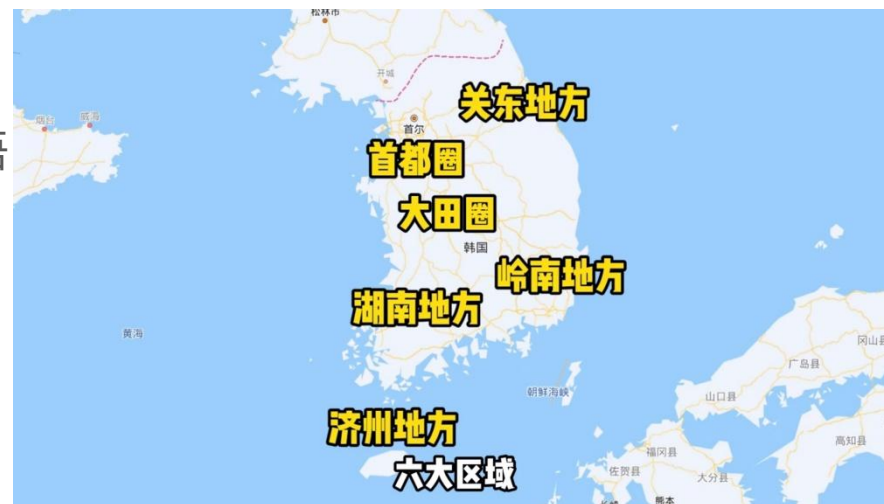 松林市
开城
关东地方
烟台
威海
首尔
首都圈
大田圈
韩国
岭南地方
湖南地方
黄海
冈山县
广岛县
朝鲜海峡
山口县
济州地方
高知县
福冈县
六大区域
佐贺县
大分县
熊本